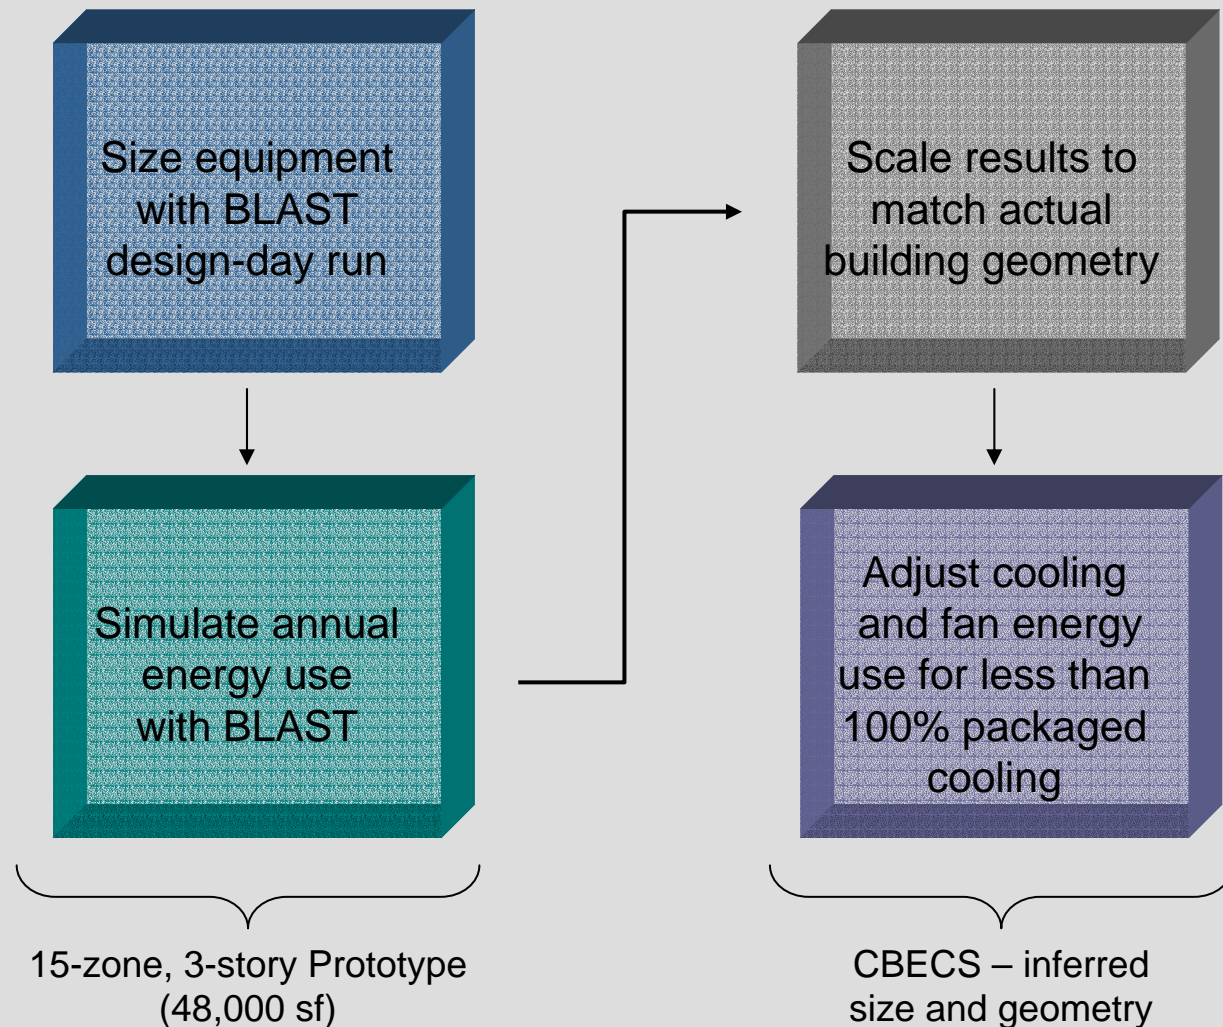 Size equipment
with BLAST
design-day run
Simulate annual
energy use
with BLAST
15-zone, 3-story Prototype
(48,000 sf)
Scale results to
match actual
building geometry
Adjust cooling
and fan energy
use for less than
100% packaged
cooling
CBECS – inferred
size and geometry